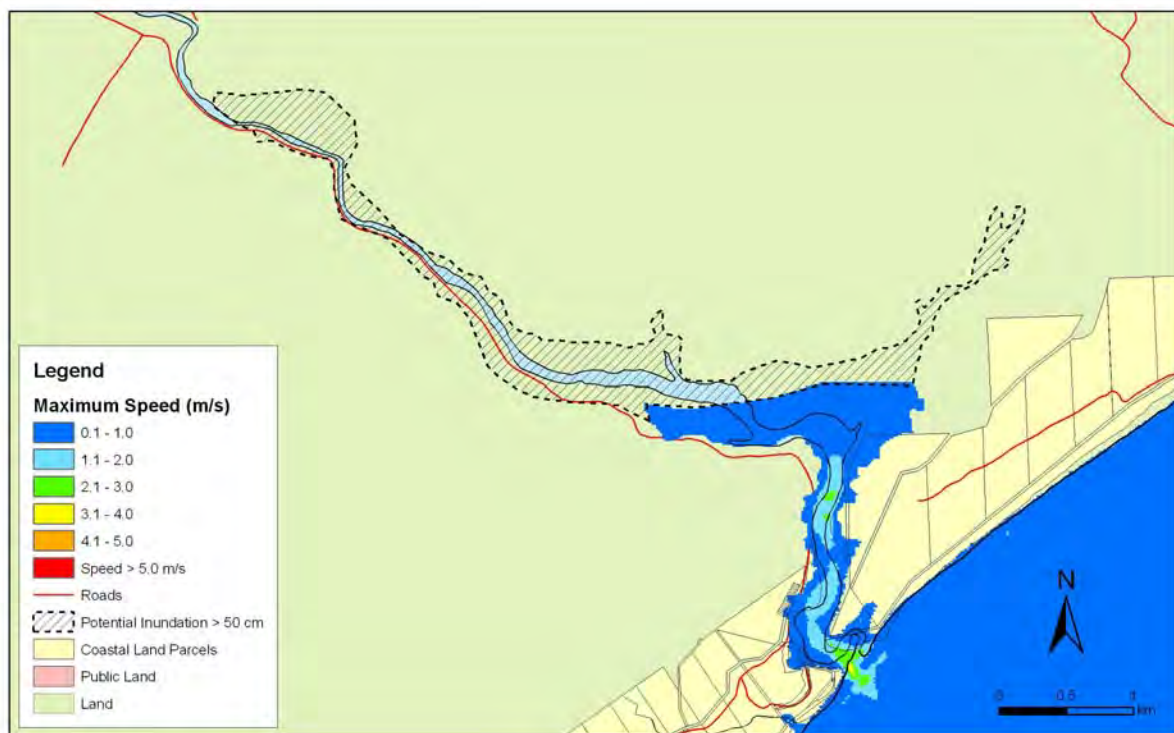 Legend
Maximum Speed (m/s)
0.1 - 1.0
1.1 - 2.0
2.1 - 3.0
3.1 - 4.0
4.1 - 5.0
Speed > 5.0 m/s
Roads
Potential Inundation > 50 cm
Coastal Land Parcels
Public Land
Land
N
0 0.5 1
km